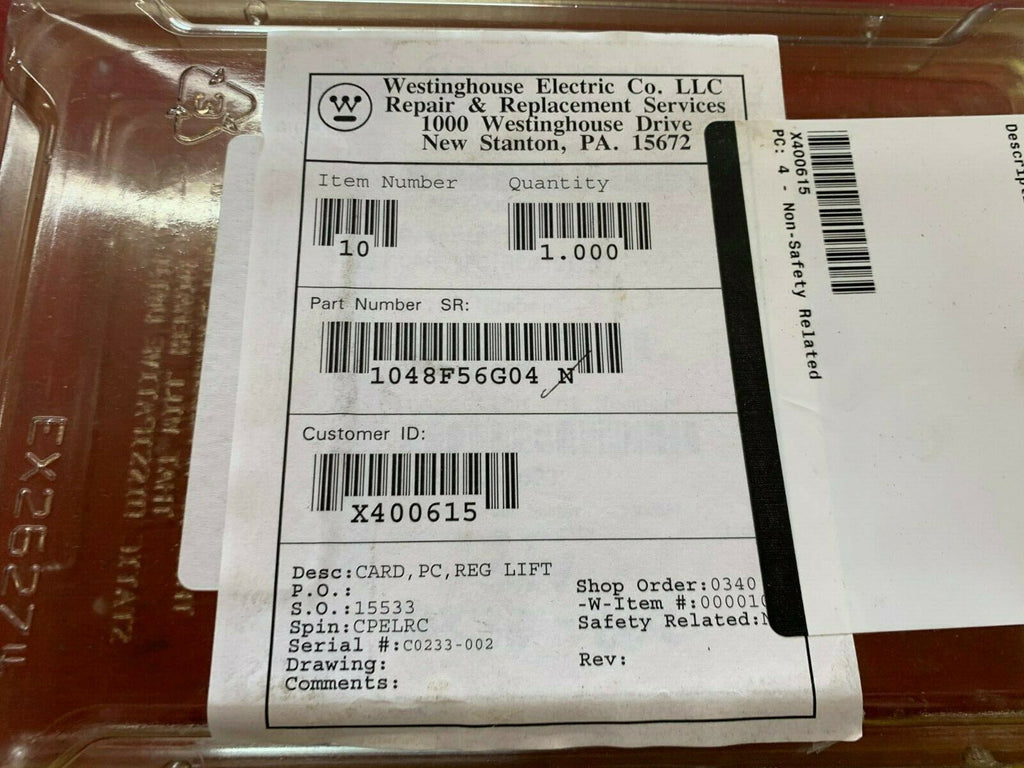 Westinghouse Electric Co. LLC
Repair & Replacement Services
1000 Westinghouse Drive
New Stanton, PA. 15672
Item Number Quantity
10 1.000
Part Number SR:
1048F56G04 N
Customer ID:
X400615
Desc:CARD,PC,REG LIFT
P.O.:
S.O.:15533
Spin:CPELRC
Serial #:C0233-002
Drawing:
Comments:
Shop Order:0340
-W-Item #:00001
Safety Related:N
Rev:
X400615
PC: 4 - Non-Safety Related
EX26274